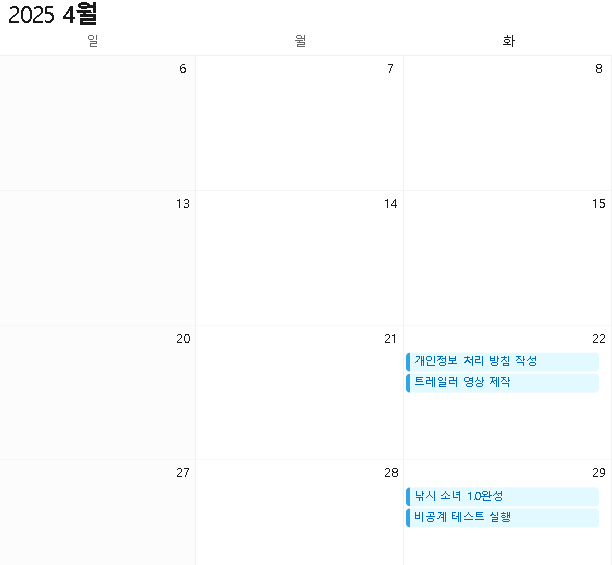 2025 4월
일 월 화
6 7 8
13 14 15
20 21 22
개인정보 처리 방침 작성
트레일러 영상 제작
27 28 29
낚시 소녀 1.0완성
비공계 테스트 실행